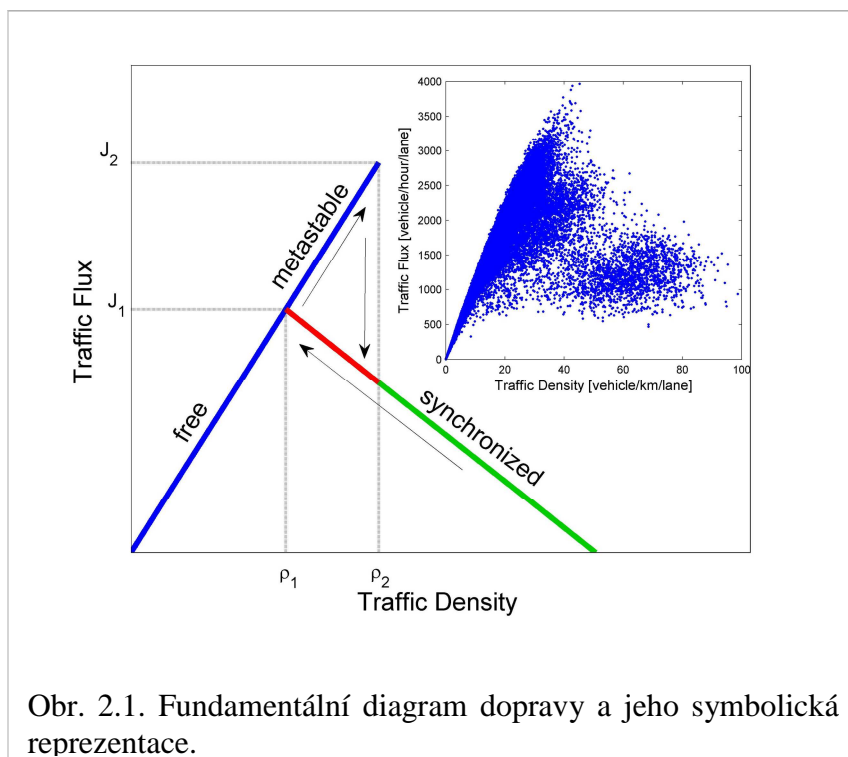 4000
3500
3000
2500
2000
1500
1000
500
0
Traffic Flux [vehicle/hour/lane]
0
20
40
60
80
100
Traffic Density [vehicle/km/lane]
J2
J1
Traffic Flux
metastable
free
synchronized
ρ1
ρ2
Traffic Density
Obr. 2.1. Fundamentální diagram dopravy a jeho symbolická
reprezentace.